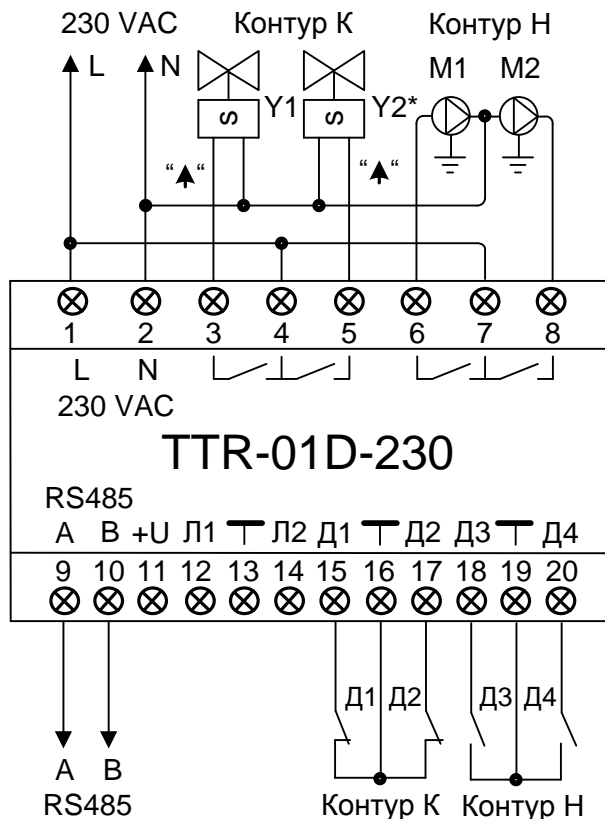 230 VAC Контур К Контур Н
L N M1 M2
S Y1 S Y2*
“ “ “ “
1 2 3 4 5 6 7 8
L N
230 VAC
TTR-01D-230
RS485
A B +U Л1 Л2 Д1 Д2 Д3 Д4
9 10 11 12 13 14 15 16 17 18 19 20
Д1 Д2 Д3 Д4
A B
RS485 Контур К Контур Н